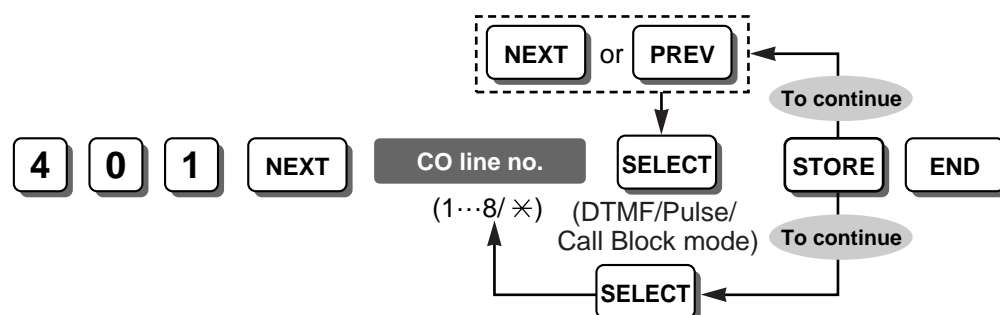 NEXT or PREV
To continue
4 0 1 NEXT CO line no. SELECT STORE END
(1···8/✳) (DTMF/Pulse/
Call Block mode)
To continue
SELECT